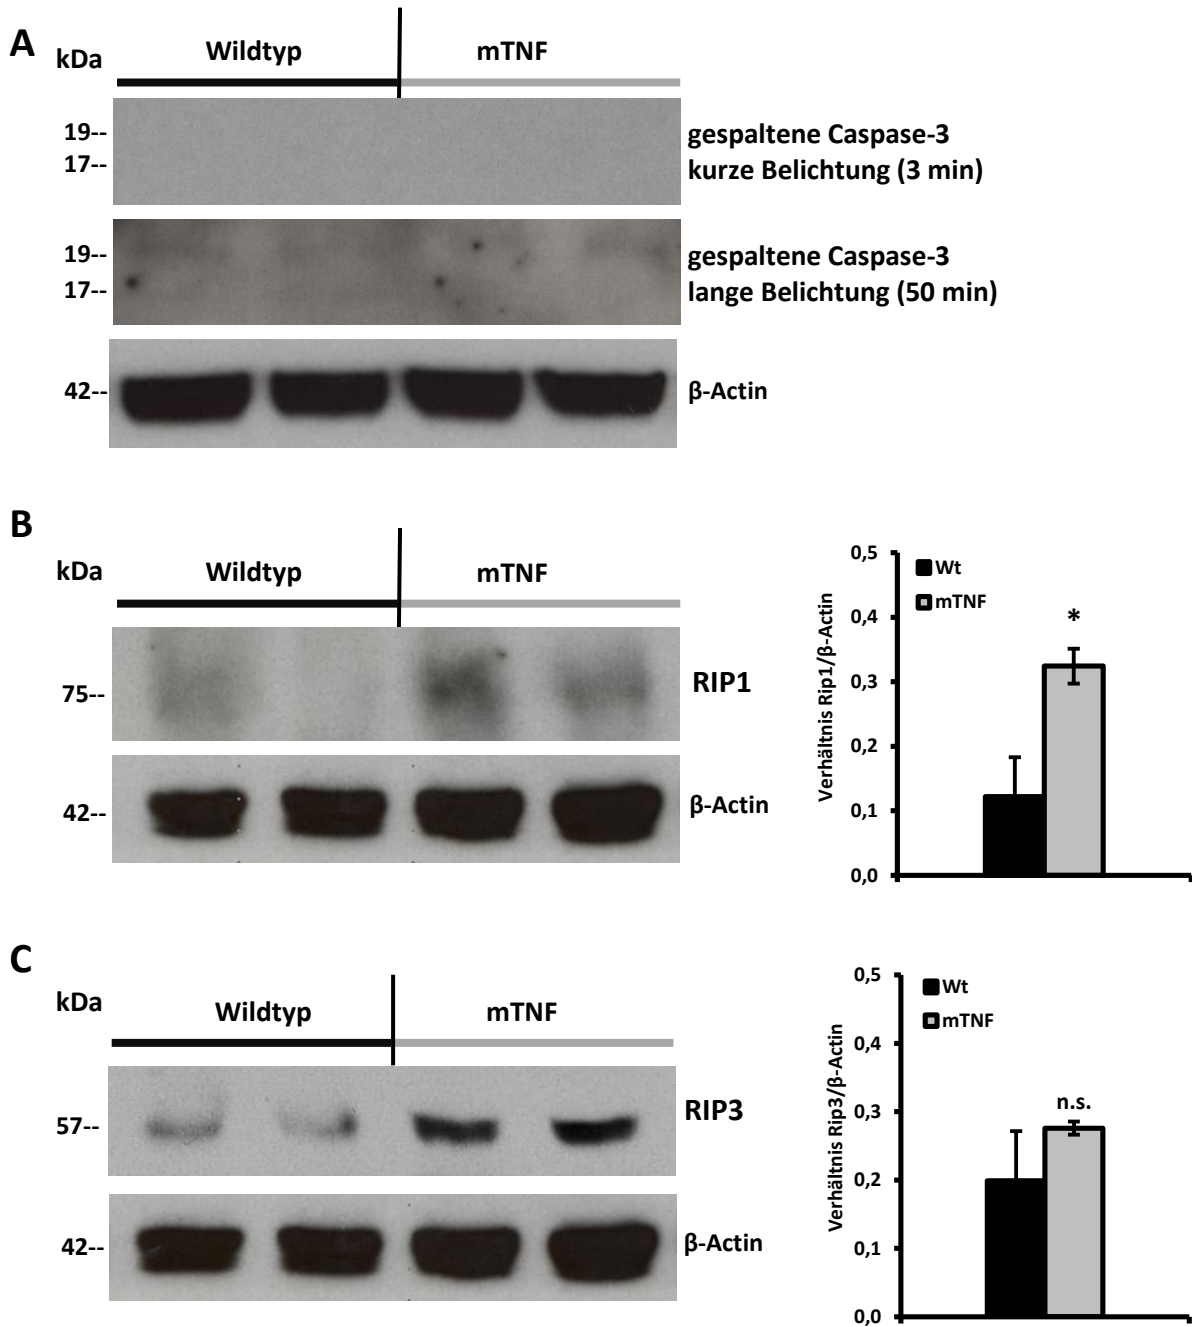 A
kDa
Wildtyp
mTNF
19--
17--
gespaltene Caspase-3
kurze Belichtung (3 min)
19--
17--
gespaltene Caspase-3
lange Belichtung (50 min)
42--
β-Actin
B
kDa
Wildtyp
mTNF
75--
RIP1
42--
β-Actin
Verhältnis Rip1/β-Actin
0,5
0,4
0,3
0,2
0,1
0,0
Wt
mTNF
*
C
kDa
Wildtyp
mTNF
57--
RIP3
42--
β-Actin
Verhältnis Rip3/β-Actin
0,5
0,4
0,3
0,2
0,1
0,0
Wt
mTNF
n.s.